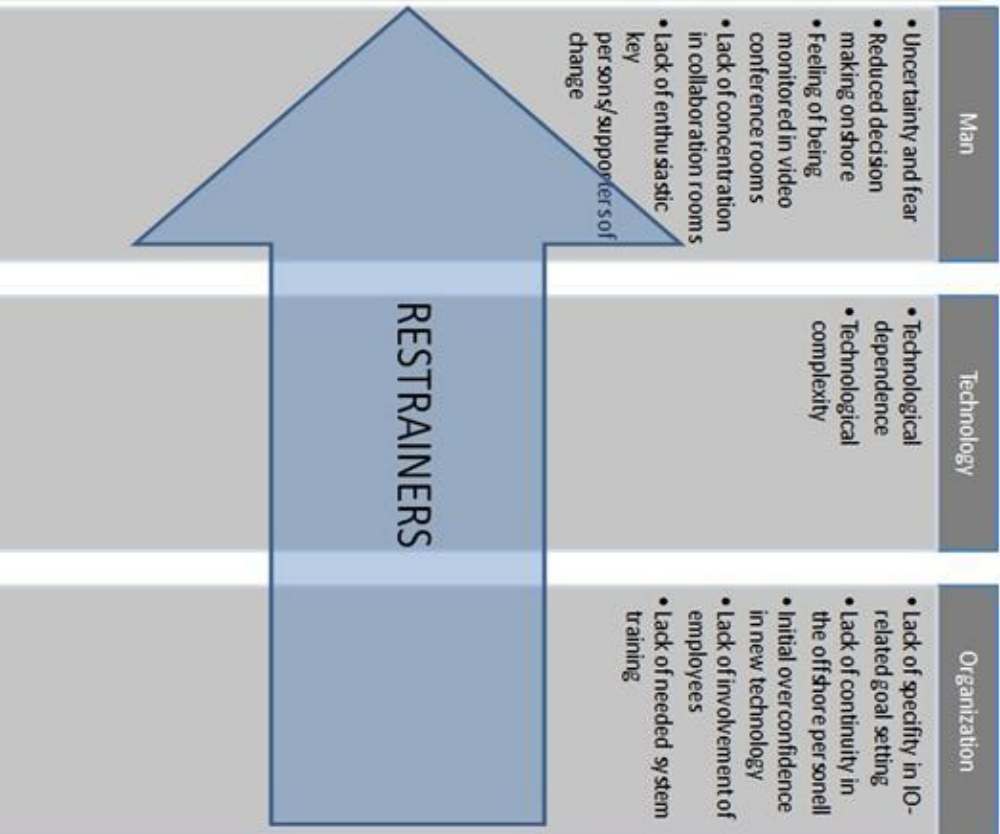 Man
• Uncertainty and fear
• Reduced decision
making onshore
• Feeling of being
monitored in video
conference rooms
• Lack of concentration
in collaboration rooms
• Lack of enthusiastic
key
persons/supporters of
change
Technology
• Technological
dependence
• Technological
complexity
Organization
• Lack of specifity in IO-
related goal setting
• Lack of continuity in
the offshore personell
• Initial overconfidence
in new technology
• Lack of involvement of
employees
• Lack of needed system
training
RESTRAINERS